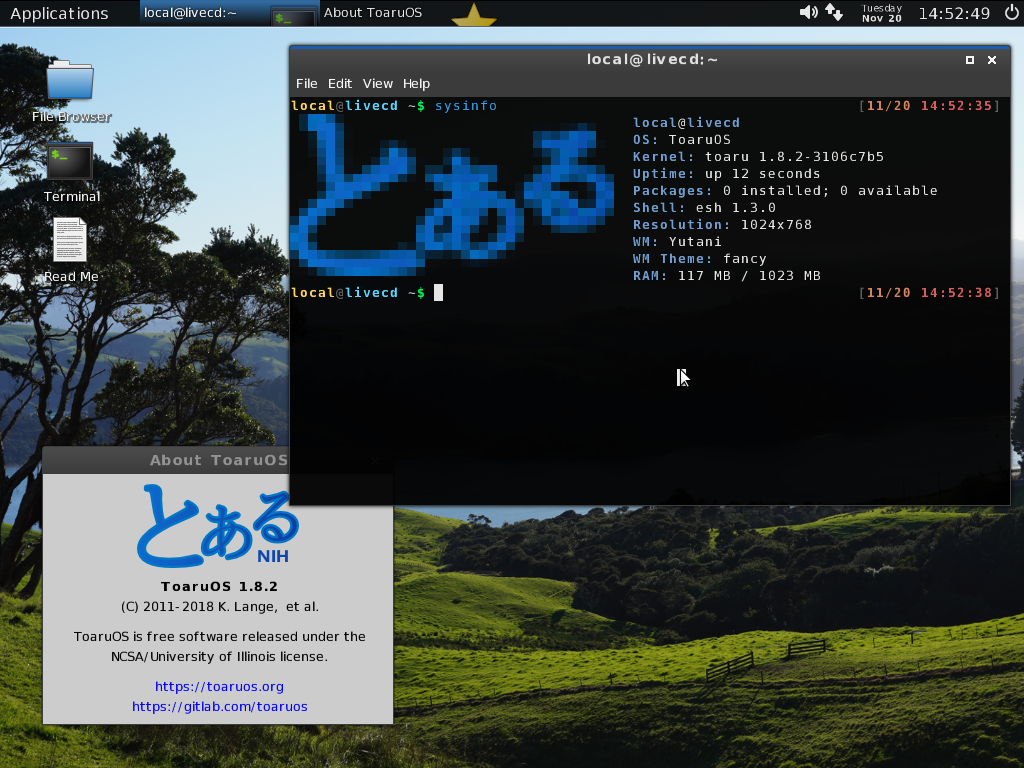 Applications
local@livecd:~
About ToaruOS
Tuesday
Nov 20
14:52:49
File Browser
Terminal
Read Me
local@livecd:~
File Edit View Help
local@livecd ~$ sysinfo [11/20 14:52:35]
とある
local@livecd
OS: ToaruOS
Kernel: toaru 1.8.2-3106c7b5
Uptime: up 12 seconds
Packages: 0 installed; 0 available
Shell: esh 1.3.0
Resolution: 1024x768
WM: Yutani
WM Theme: fancy
RAM: 117 MB / 1023 MB
local@livecd ~$ [11/20 14:52:38]
About ToaruOS
とある
NIH
ToaruOS 1.8.2
(C) 2011-2018 K. Lange, et al.
ToaruOS is free software released under the
NCSA/University of Illinois license.
https://toaruos.org
https://gitlab.com/toaruos